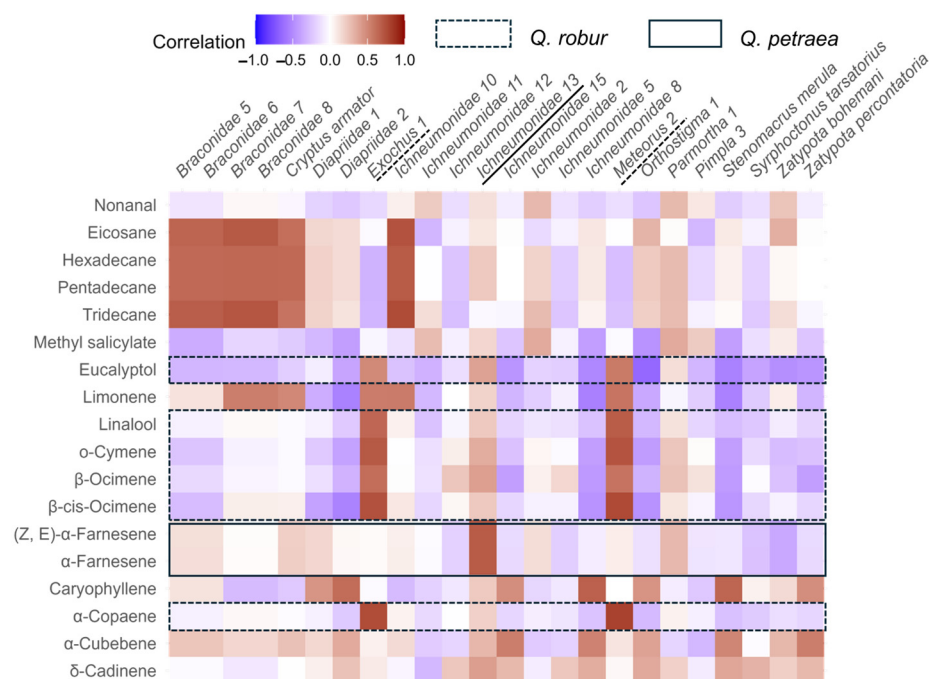 Correlation
−1.0 −0.5 0.0 0.5 1.0
Q. robur
Q. petraea
Braconidae 5
Braconidae 6
Braconidae 7
Braconidae 8
Cryptus armator
Diapriidae 1
Diapriidae 2
Exochus 1
Ichneumonidae 10
Ichneumonidae 11
Ichneumonidae 12
Ichneumonidae 13
Ichneumonidae 15
Ichneumonidae 2
Ichneumonidae 5
Ichneumonidae 8
Meteorus 2
Orthostigma 1
Parmortha 1
Pimpla 3
Stenomacrus merula
Syrphoctonus tarsatorius
Zatypota bohemani
Zatypota percontatoria
Nonanal
Eicosane
Hexadecane
Pentadecane
Tridecane
Methyl salicylate
Eucalyptol
Limonene
Linalool
o-Cymene
β-Ocimene
β-cis-Ocimene
(Z, E)-α-Farnesene
α-Farnesene
Caryophyllene
α-Copaene
α-Cubebene
δ-Cadinene